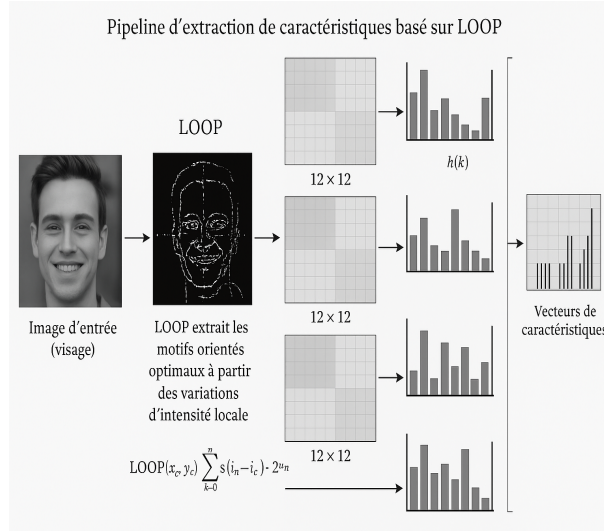 Pipeline d'extraction de caractéristiques basé sur LOOP
LOOP
Image d'entrée
(visage)
LOOP extrait les
motifs orientés
optimaux à partir
des variations
d'intensité locale
12 × 12
12 × 12
12 × 12
h(k)
Vecteurs de
caractéristiques
LOOP(x_c, y_c) ∑_{k–0}^{n} s(i_n – i_c) · 2^{u_n}